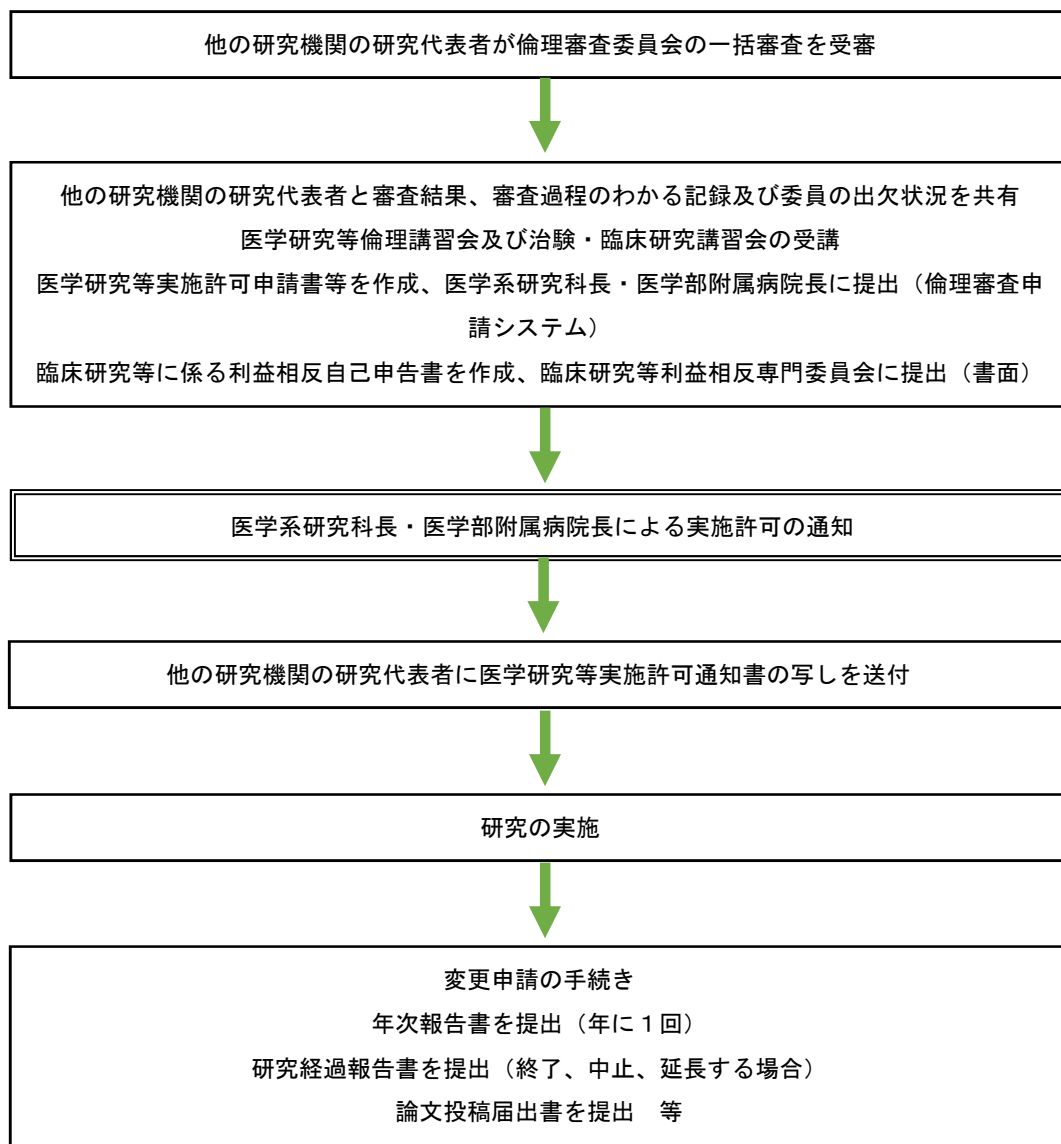 他の研究機関の研究代表者が倫理審査委員会の一括審査を受審
他の研究機関の研究代表者と審査結果、審査過程のわかる記録及び委員の出欠状況を共有
医学研究等倫理講習会及び治験・臨床研究講習会の受講
医学研究等実施許可申請書等を作成、医学系研究科長・医学部附属病院長に提出（倫理審査申
請システム）
臨床研究等に係る利益相反自己申告書を作成、臨床研究等利益相反専門委員会に提出（書面）
医学系研究科長・医学部附属病院長による実施許可の通知
他の研究機関の研究代表者に医学研究等実施許可通知書の写しを送付
研究の実施
変更申請の手続き
年次報告書を提出（年に１回）
研究経過報告書を提出（終了、中止、延長する場合）
論文投稿届出書を提出　等